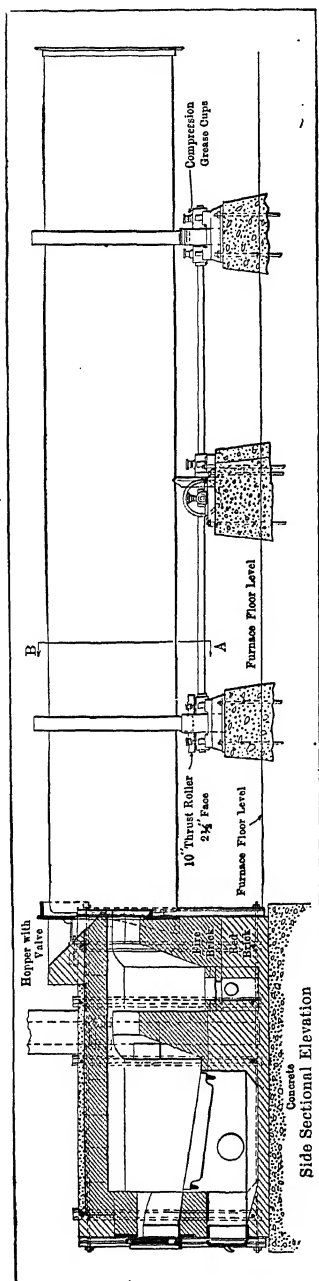 Hopper with
Valve
B
A
10" Thrust Roller
2½" Face
Compression
Grease Cups
Furnace Floor Level
Furnace Floor Level
Fire
Brick
Red
Brick
Concrete
Side Sectional Elevation